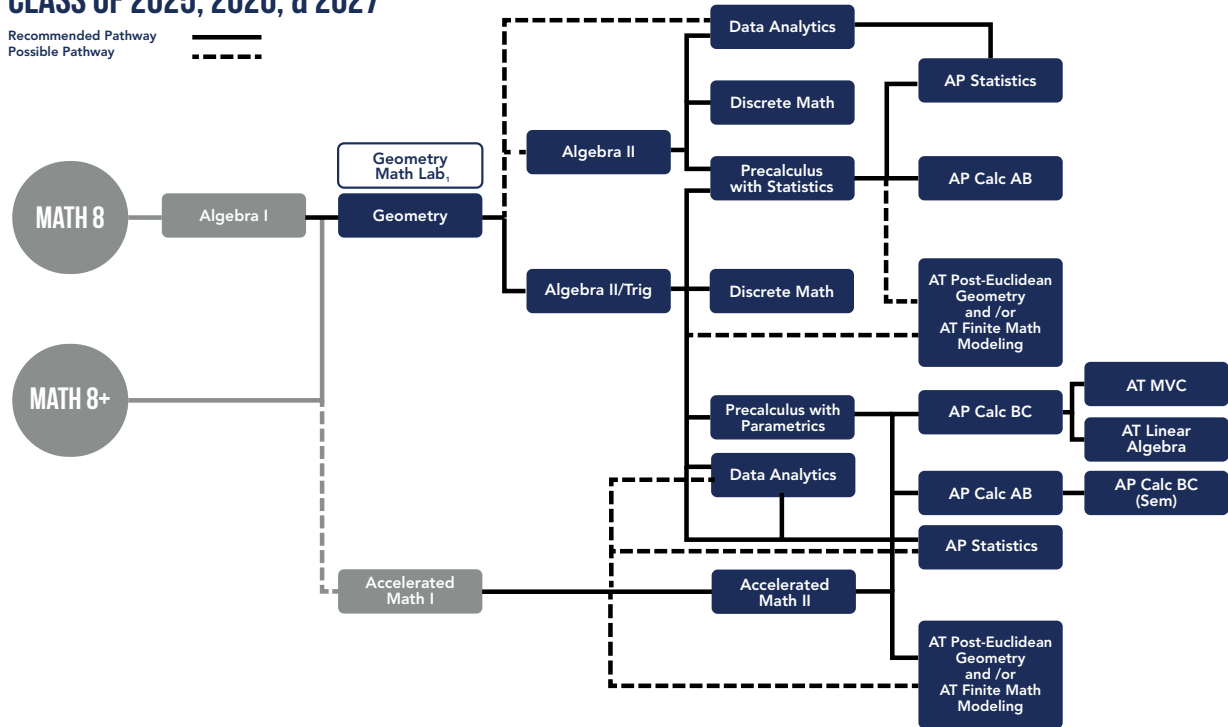 CLASS OF 2025, 2026, & 2027
Recommended Pathway
Possible Pathway
MATH 8
MATH 8+
Algebra I
Geometry
Math Lab1
Geometry
Accelerated
Math I
Algebra II
Algebra II/Trig
Data Analytics
Discrete Math
Precalculus
with Statistics
Discrete Math
Precalculus with
Parametrics
Data Analytics
Accelerated
Math II
AP Statistics
AP Calc AB
AT Post-Euclidean
Geometry
and /or
AT Finite Math
Modeling
AP Calc BC
AP Calc AB
AP Statistics
AT Post-Euclidean
Geometry
and /or
AT Finite Math
Modeling
AT MVC
AT Linear
Algebra
AP Calc BC
(Sem)